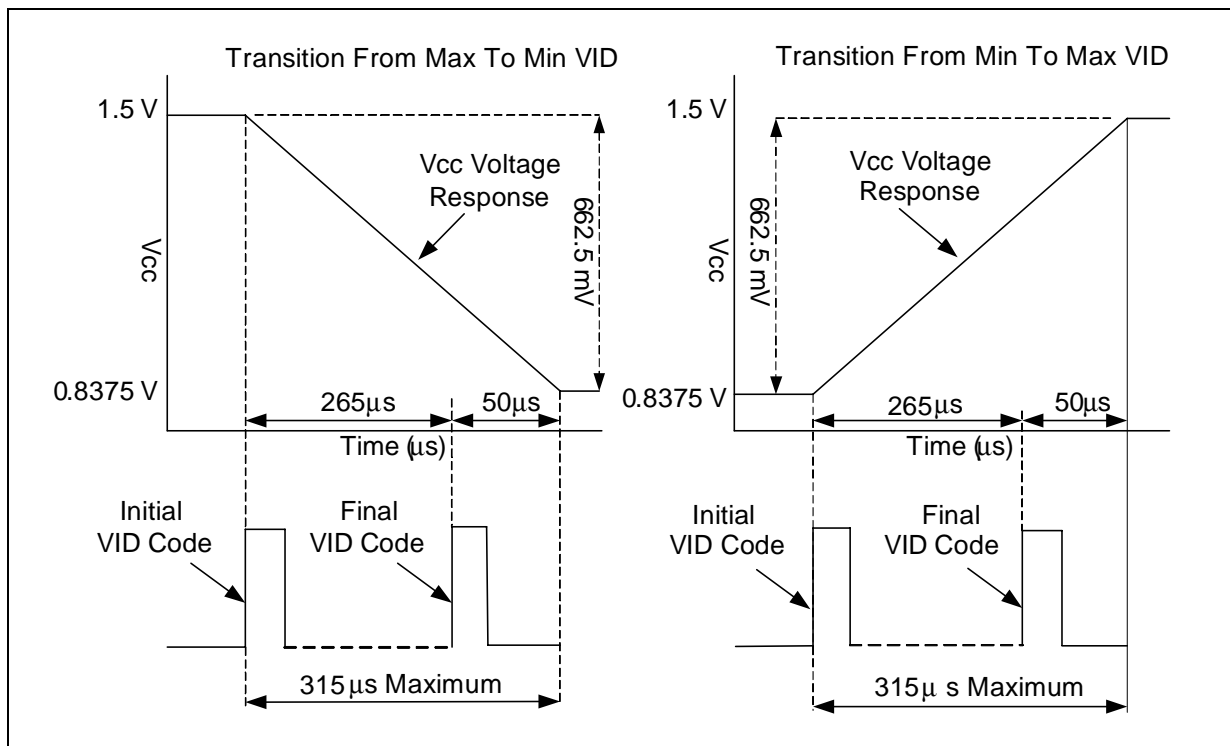 Transition From Max To Min VID
1.5 V
Vcc Voltage
Response
662.5 mV
Vcc
0.8375 V
265μs
50μs
Time (μs)
Initial
VID Code
Final
VID Code
315μs Maximum
Transition From Min To Max VID
1.5 V
Vcc Voltage
Response
662.5 mV
Vcc
0.8375 V
265μs
50μs
Time (μs)
Initial
VID Code
Final
VID Code
315μ s Maximum